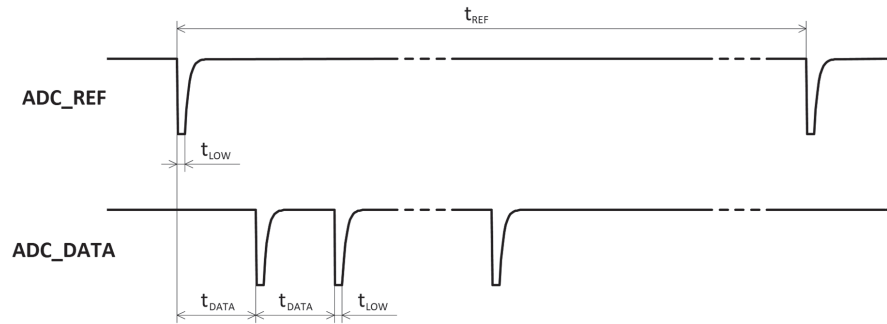 tREF
ADC_REF
tLOW
ADC_DATA
tDATA tDATA tLOW